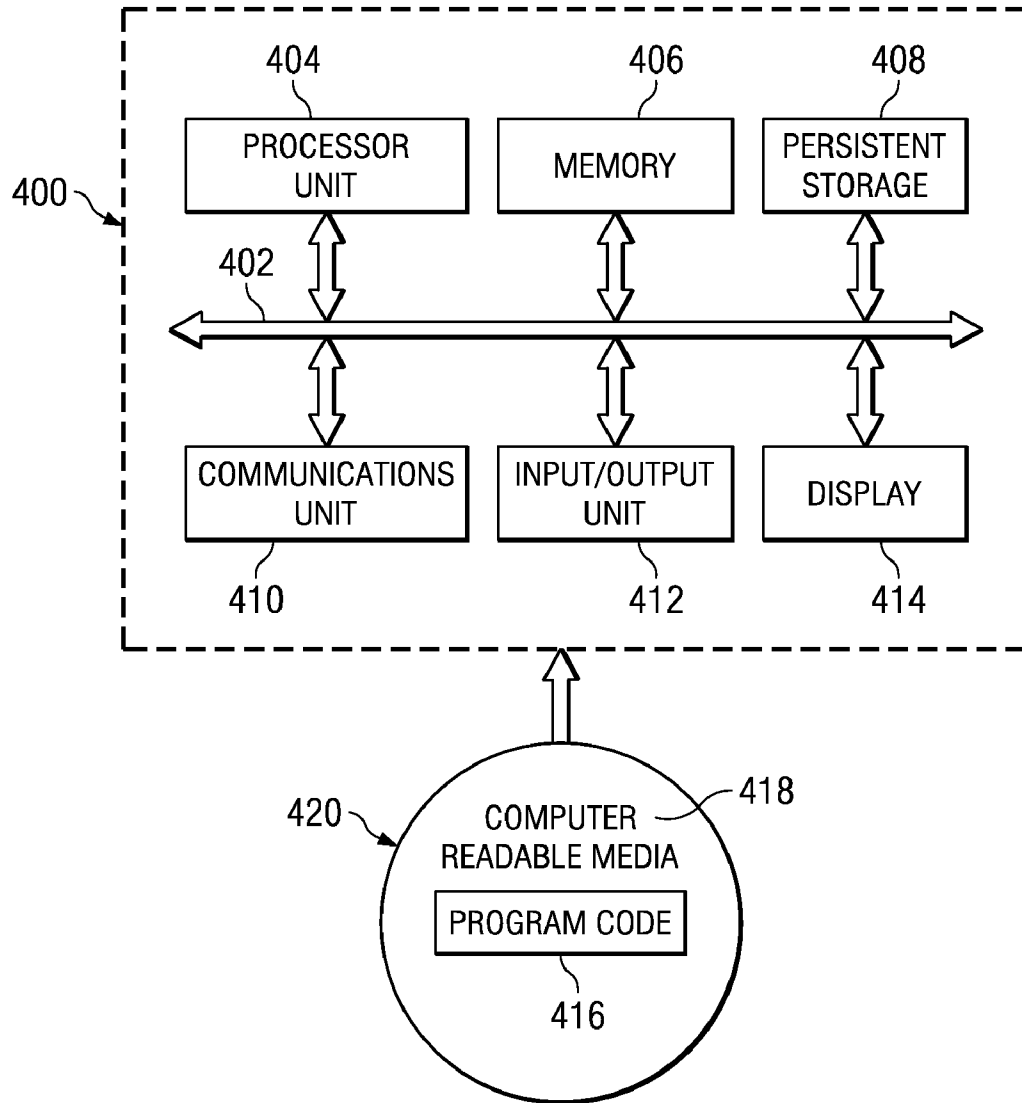 404
406
408
PROCESSOR
UNIT
MEMORY
PERSISTENT
STORAGE
400
402
COMMUNICATIONS
UNIT
INPUT/OUTPUT
UNIT
DISPLAY
410
412
414
420
418
COMPUTER
READABLE MEDIA
PROGRAM CODE
416